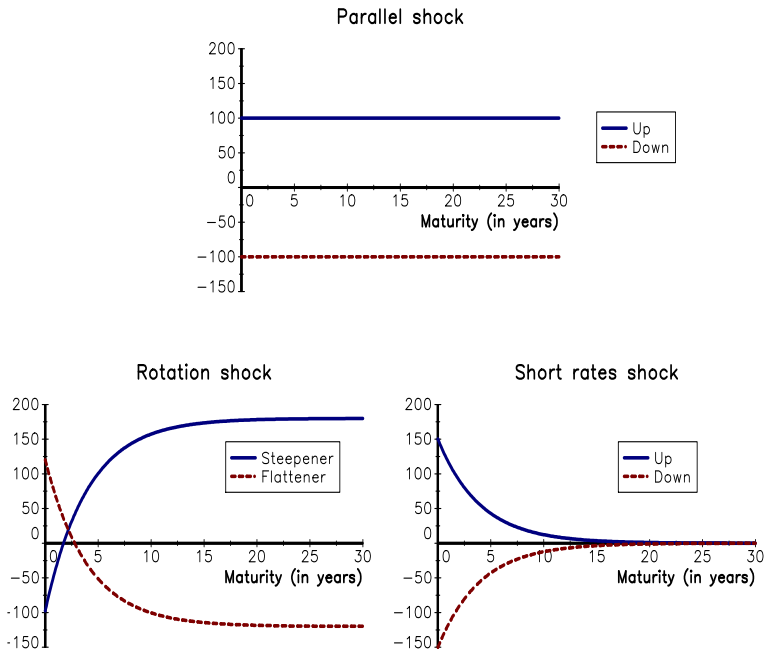 Parallel shock
200
150
100
50
0
-50
-100
-150
0 5 10 15 20 25 30
Maturity (in years)
Up
Down
Rotation shock
200
150
100
50
0
-50
-100
-150
0 5 10 15 20 25 30
Maturity (in years)
Steepener
Flattener
Short rates shock
200
150
100
50
0
-50
-100
-150
0 5 10 15 20 25 30
Maturity (in years)
Up
Down